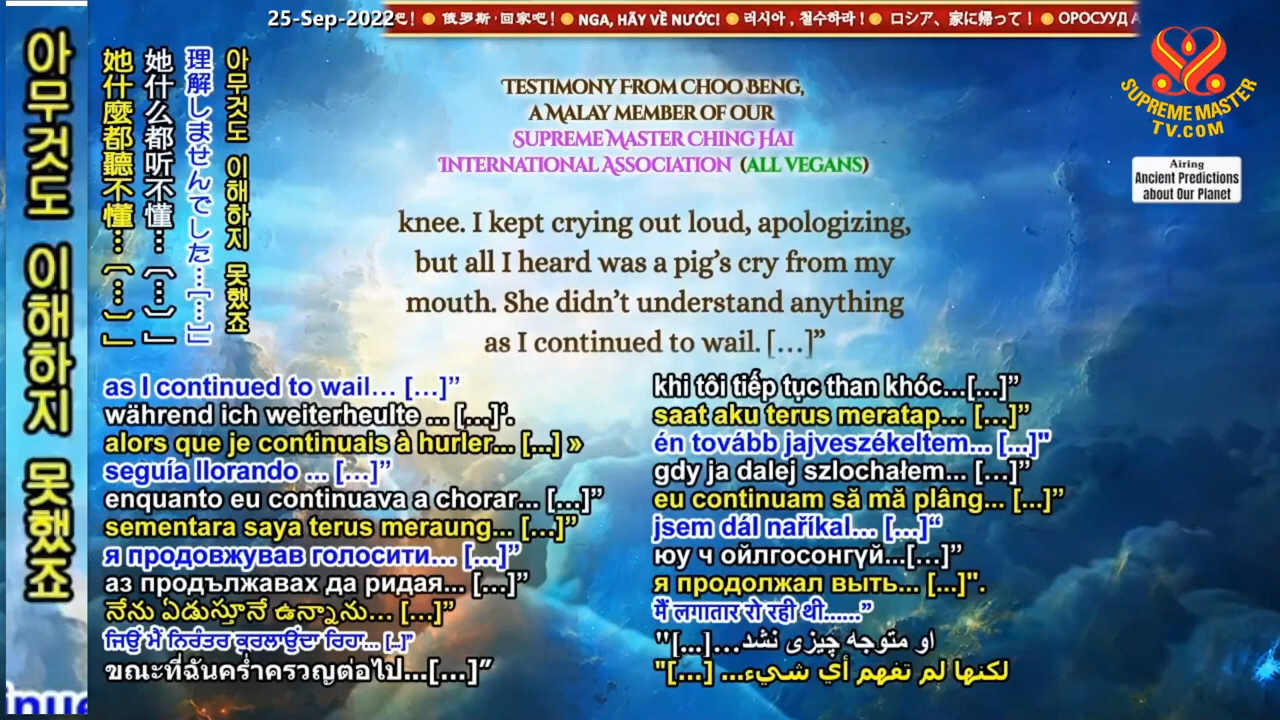 25-Sep-2022
吧! 俄罗斯,回家吧! NGA, HÃY VỀ NƯỚC! 러시아, 철수하라! ロシア、家に帰って! ОРОСУУД
SUPREME MASTER
TV.COM
Airing
Ancient Predictions
about Our Planet
TESTIMONY FROM CHOO BENG,
A MALAY MEMBER OF OUR
SUPREME MASTER CHING HAI
INTERNATIONAL ASSOCIATION (ALL VEGANS)
knee. I kept crying out loud, apologizing,
but all I heard was a pig’s cry from my
mouth. She didn’t understand anything
as I continued to wail. […]”
아무것도 이해하지 못했죠
아무것도 이해하지 못했죠
理解しませんでした…[…]」
她什么都听不懂…〔…〕」
她什麼都聽不懂…〔…〕」
as I continued to wail… […]”
während ich weiterheulte ... [...]‘.
alors que je continuais à hurler... [...] »
seguía llorando ... […]”
enquanto eu continuava a chorar... […]”
sementara saya terus meraung... […]”
я продовжував голосити... […]”
аз продължавах да ридая... […]”
నేను ఏడుస్తూనే ఉన్నాను... […]”
ਜਿਉਂ ਮੈਂ ਨਿਰੰਤਰ ਕੁਰਲਾਉਂਦਾ ਰਿਹਾ... [...]”
ขณะที่ฉันคร่ำครวญต่อไป...[…]”
khi tôi tiếp tục than khóc...[…]”
saat aku terus meratap... […]”
én tovább jajveszékeltem... [...]"
gdy ja dalej szlochałem... […]”
eu continuam să mă plâng... […]”
jsem dál naříkal... […]“
юу ч ойлгосонгүй...[…]”
я продолжал выть... […]".
मैं लगातार रो रही थी......”
او متوجه چیزی نشد...[...]"
لكنها لم تفهم أي شيء... […]"
inue